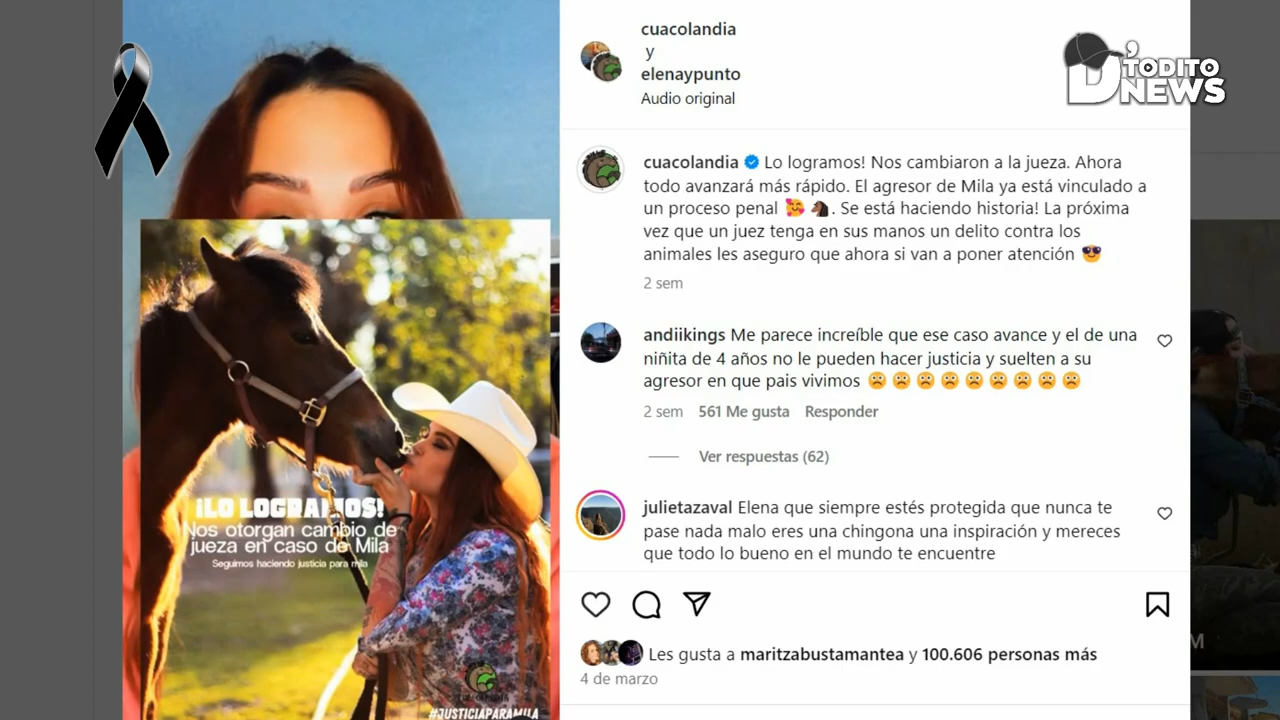 cuacolandia
y
elenaypunto
Audio original
D'TODITO
NEWS
cuacolandia Lo logramos! Nos cambiaron a la jueza. Ahora
todo avanzará más rápido. El agresor de Mila ya está vinculado a
un proceso penal 🥰 🐴. Se está haciendo historia! La próxima
vez que un juez tenga en sus manos un delito contra los
animales les aseguro que ahora si van a poner atención 😎
2 sem
andiikings Me parece increíble que ese caso avance y el de una
niñita de 4 años no le pueden hacer justicia y suelten a su
agresor en que pais vivimos ☹️☹️☹️☹️☹️☹️☹️☹️☹️
2 sem 561 Me gusta Responder
Ver respuestas (62)
julietazaval Elena que siempre estés protegida que nunca te
pase nada malo eres una chingona una inspiración y mereces
que todo lo bueno en el mundo te encuentre
Les gusta a maritzabustamantea y 100.606 personas más
4 de marzo
¡LO LOGRAMOS!
Nos otorgan cambio de
jueza en caso de Mila
Seguimos haciendo justicia para mila
#JUSTICIAPARAMILA
M